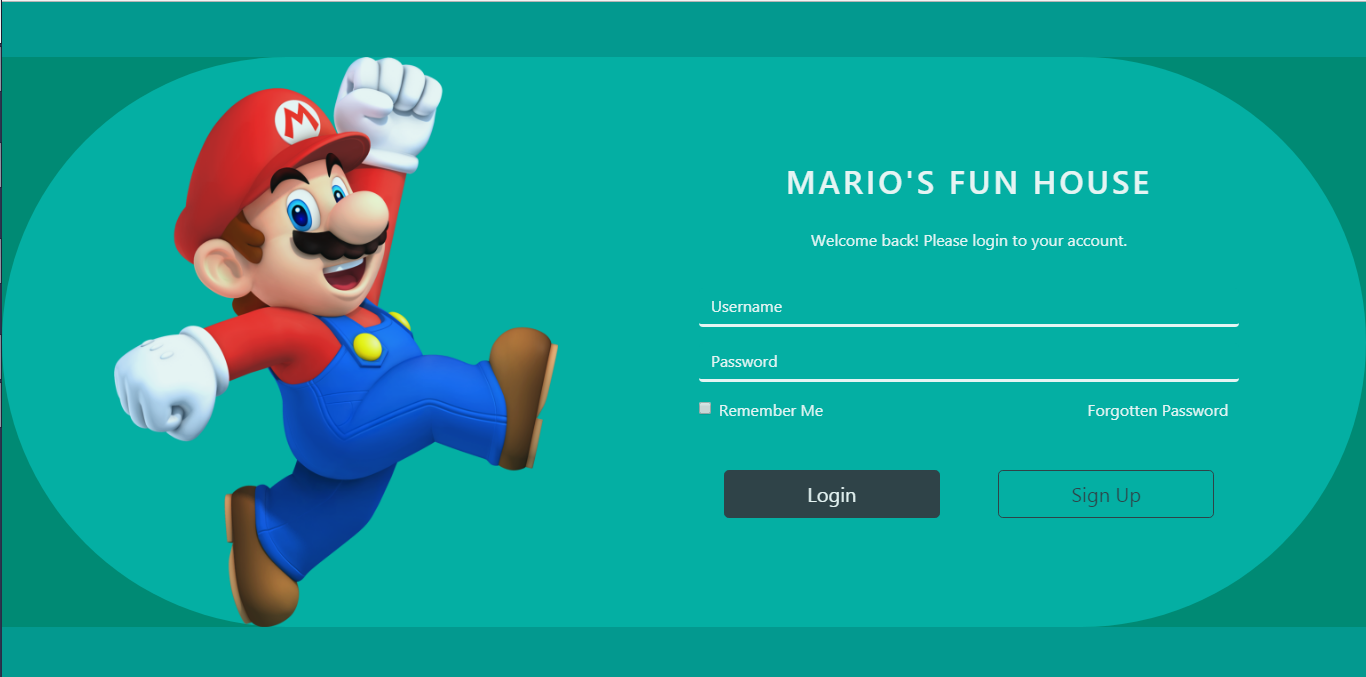 M
MARIO'S FUN HOUSE
Welcome back! Please login to your account.
Username
Password
Remember Me Forgotten Password
Login Sign Up